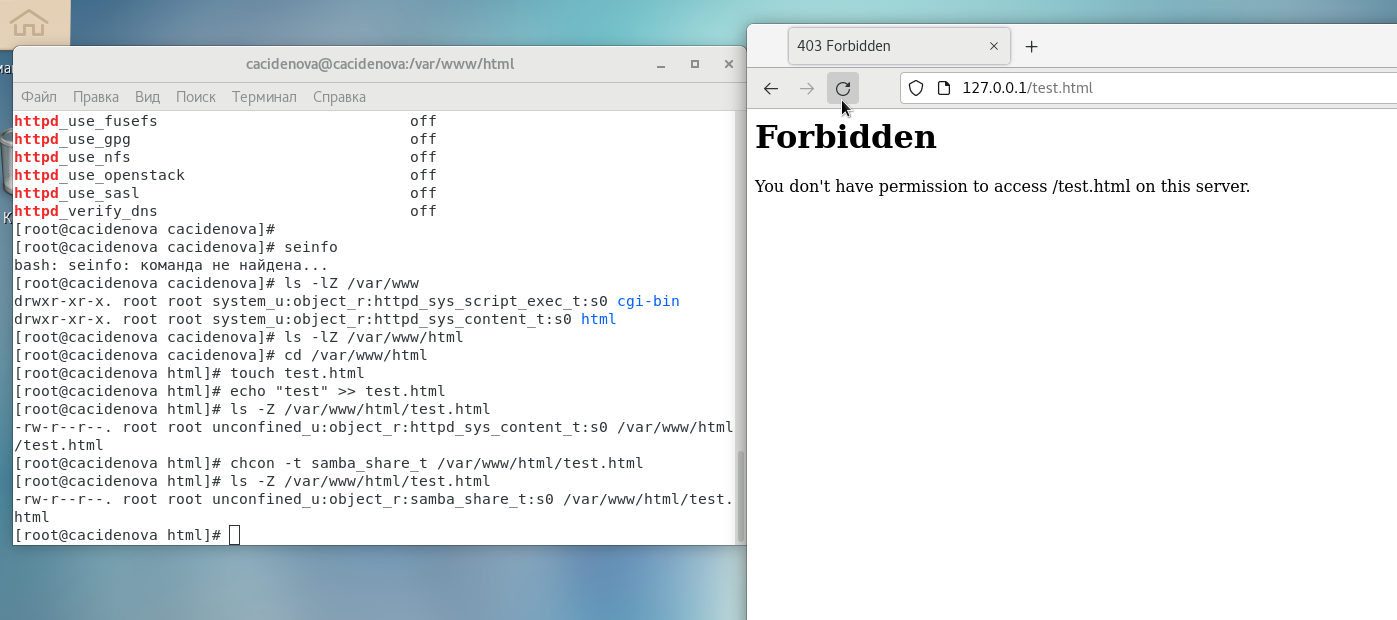 cacidenova@cacidenova:/var/www/html
Файл Правка Вид Поиск Терминал Справка
httpd_use_fusefs off
httpd_use_gpg off
httpd_use_nfs off
httpd_use_openstack off
httpd_use_sasl off
httpd_verify_dns off
[root@cacidenova cacidenova]#
[root@cacidenova cacidenova]# seinfo
bash: seinfo: команда не найдена...
[root@cacidenova cacidenova]# ls -lZ /var/www
drwxr-xr-x. root root system_u:object_r:httpd_sys_script_exec_t:s0 cgi-bin
drwxr-xr-x. root root system_u:object_r:httpd_sys_content_t:s0 html
[root@cacidenova cacidenova]# ls -lZ /var/www/html
[root@cacidenova cacidenova]# cd /var/www/html
[root@cacidenova html]# touch test.html
[root@cacidenova html]# echo "test" >> test.html
[root@cacidenova html]# ls -Z /var/www/html/test.html
-rw-r--r--. root root unconfined_u:object_r:httpd_sys_content_t:s0 /var/www/html
/test.html
[root@cacidenova html]# chcon -t samba_share_t /var/www/html/test.html
[root@cacidenova html]# ls -Z /var/www/html/test.html
-rw-r--r--. root root unconfined_u:object_r:samba_share_t:s0 /var/www/html/test.
html
[root@cacidenova html]#
403 Forbidden
127.0.0.1/test.html
Forbidden
You don't have permission to access /test.html on this server.